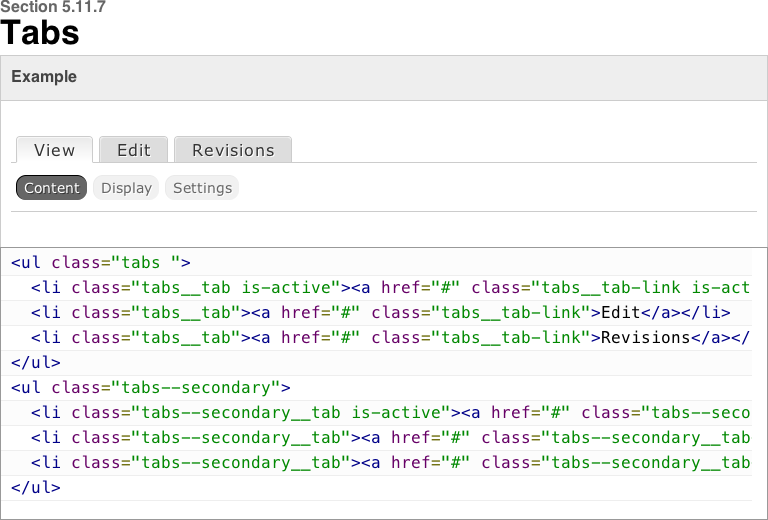 Section 5.11.7
Tabs
Example
View Edit Revisions
Content Display Settings
<ul class="tabs ">
  <li class="tabs__tab is-active"><a href="#" class="tabs__tab-link is-act
  <li class="tabs__tab"><a href="#" class="tabs__tab-link">Edit</a></li>
  <li class="tabs__tab"><a href="#" class="tabs__tab-link">Revisions</a></
</ul>
<ul class="tabs--secondary">
  <li class="tabs--secondary__tab is-active"><a href="#" class="tabs--seco
  <li class="tabs--secondary__tab"><a href="#" class="tabs--secondary__tab
  <li class="tabs--secondary__tab"><a href="#" class="tabs--secondary__tab
</ul>